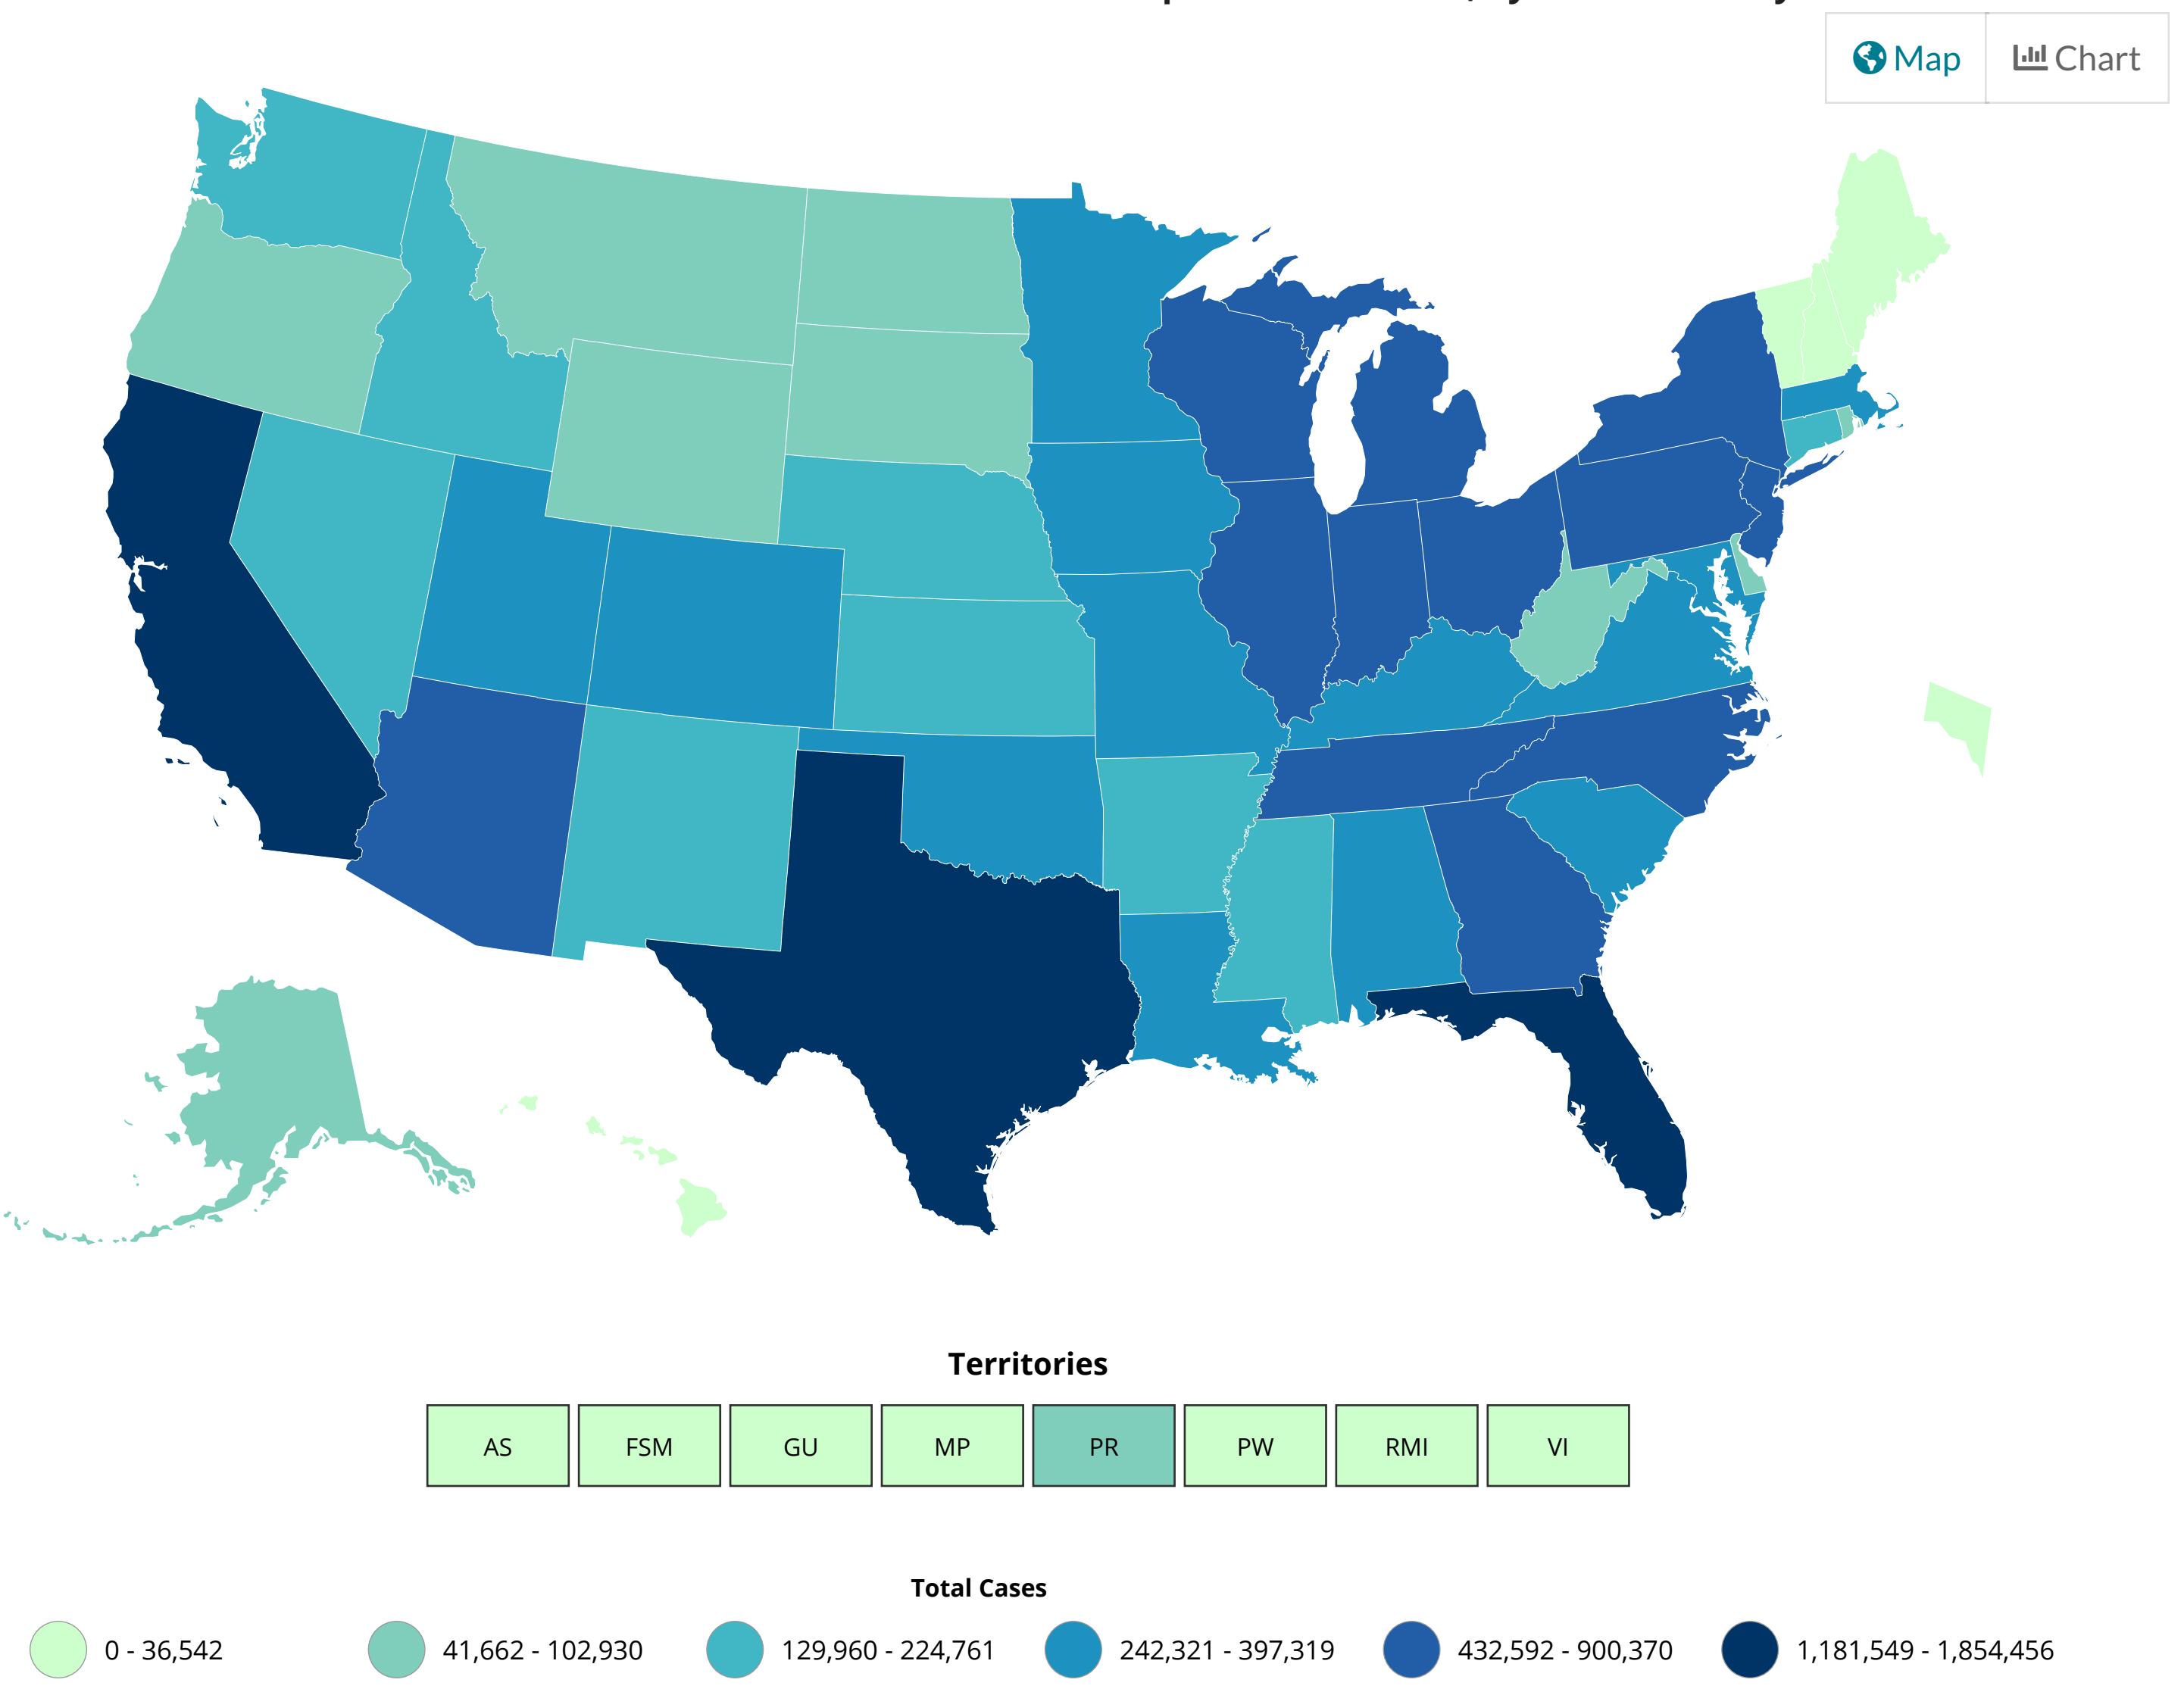 Map
Chart
Territories
AS
FSM
GU
MP
PR
PW
RMI
VI
Total Cases
0 - 36,542
41,662 - 102,930
129,960 - 224,761
242,321 - 397,319
432,592 - 900,370
1,181,549 - 1,854,456